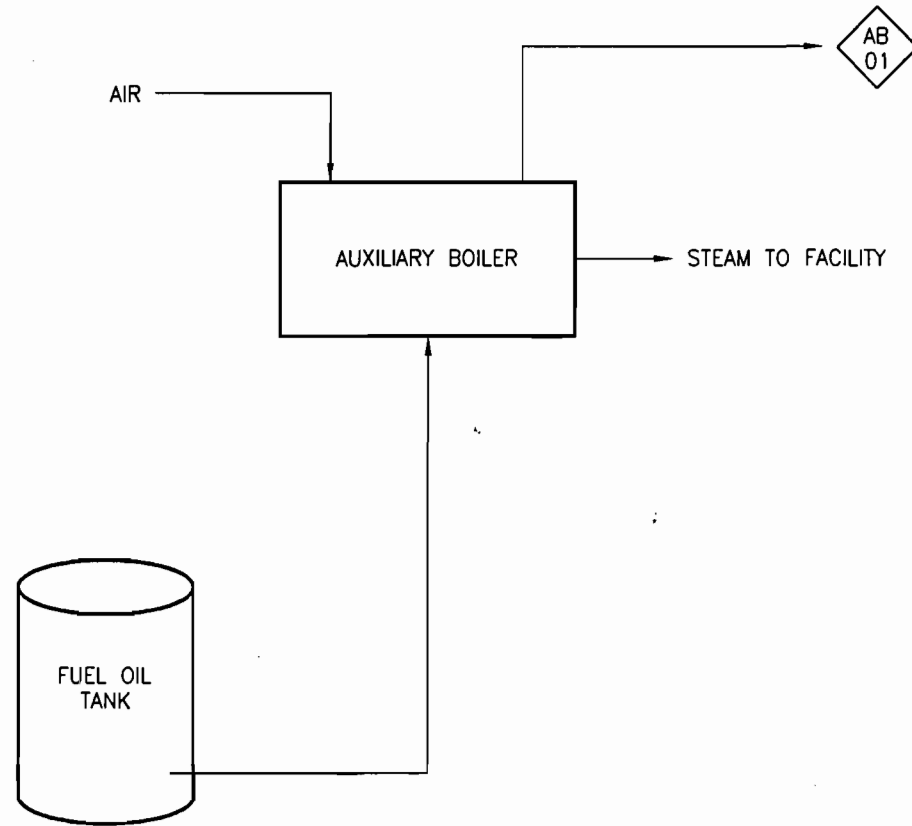 AB
01
AIR
AUXILIARY BOILER
STEAM TO FACILITY
FUEL OIL
TANK